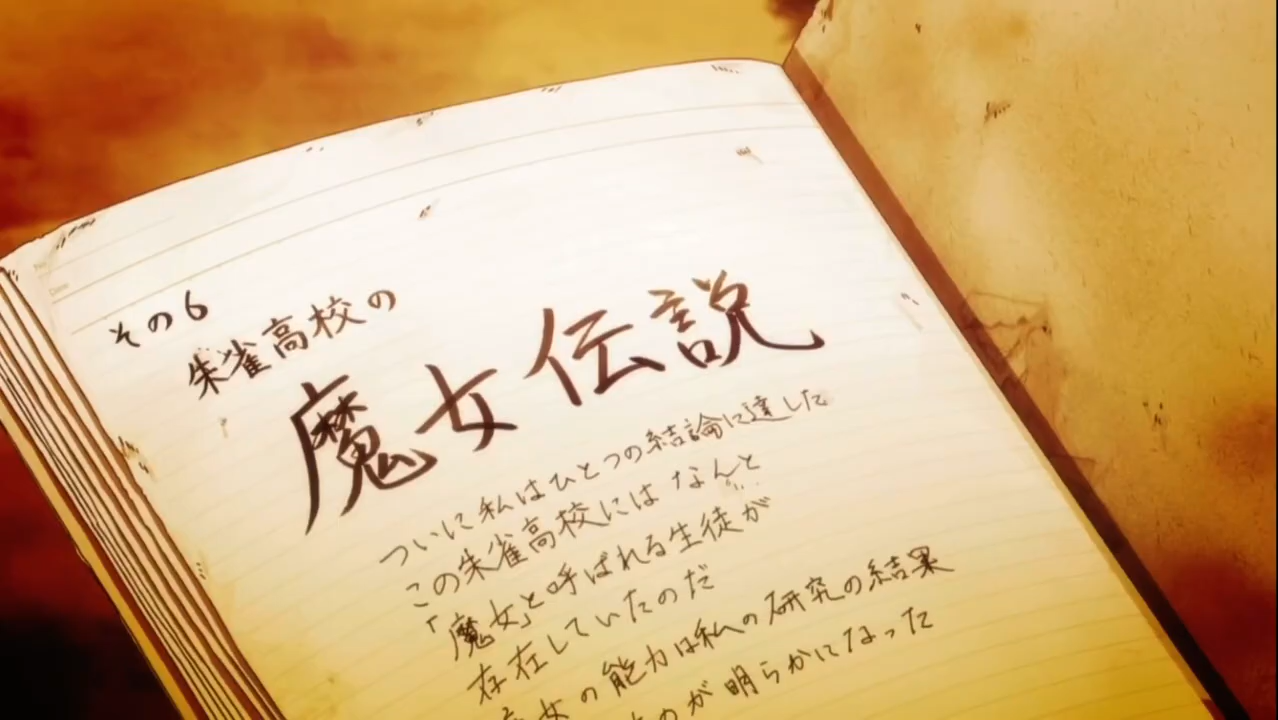 その6
朱雀高校の
魔女伝説
ついに私はひとつの結論に達した
この朱雀高校にはなんと
「魔女」と呼ばれる生徒が
存在していたのだ
女の能力は私の研究の結果
のが明らかになった